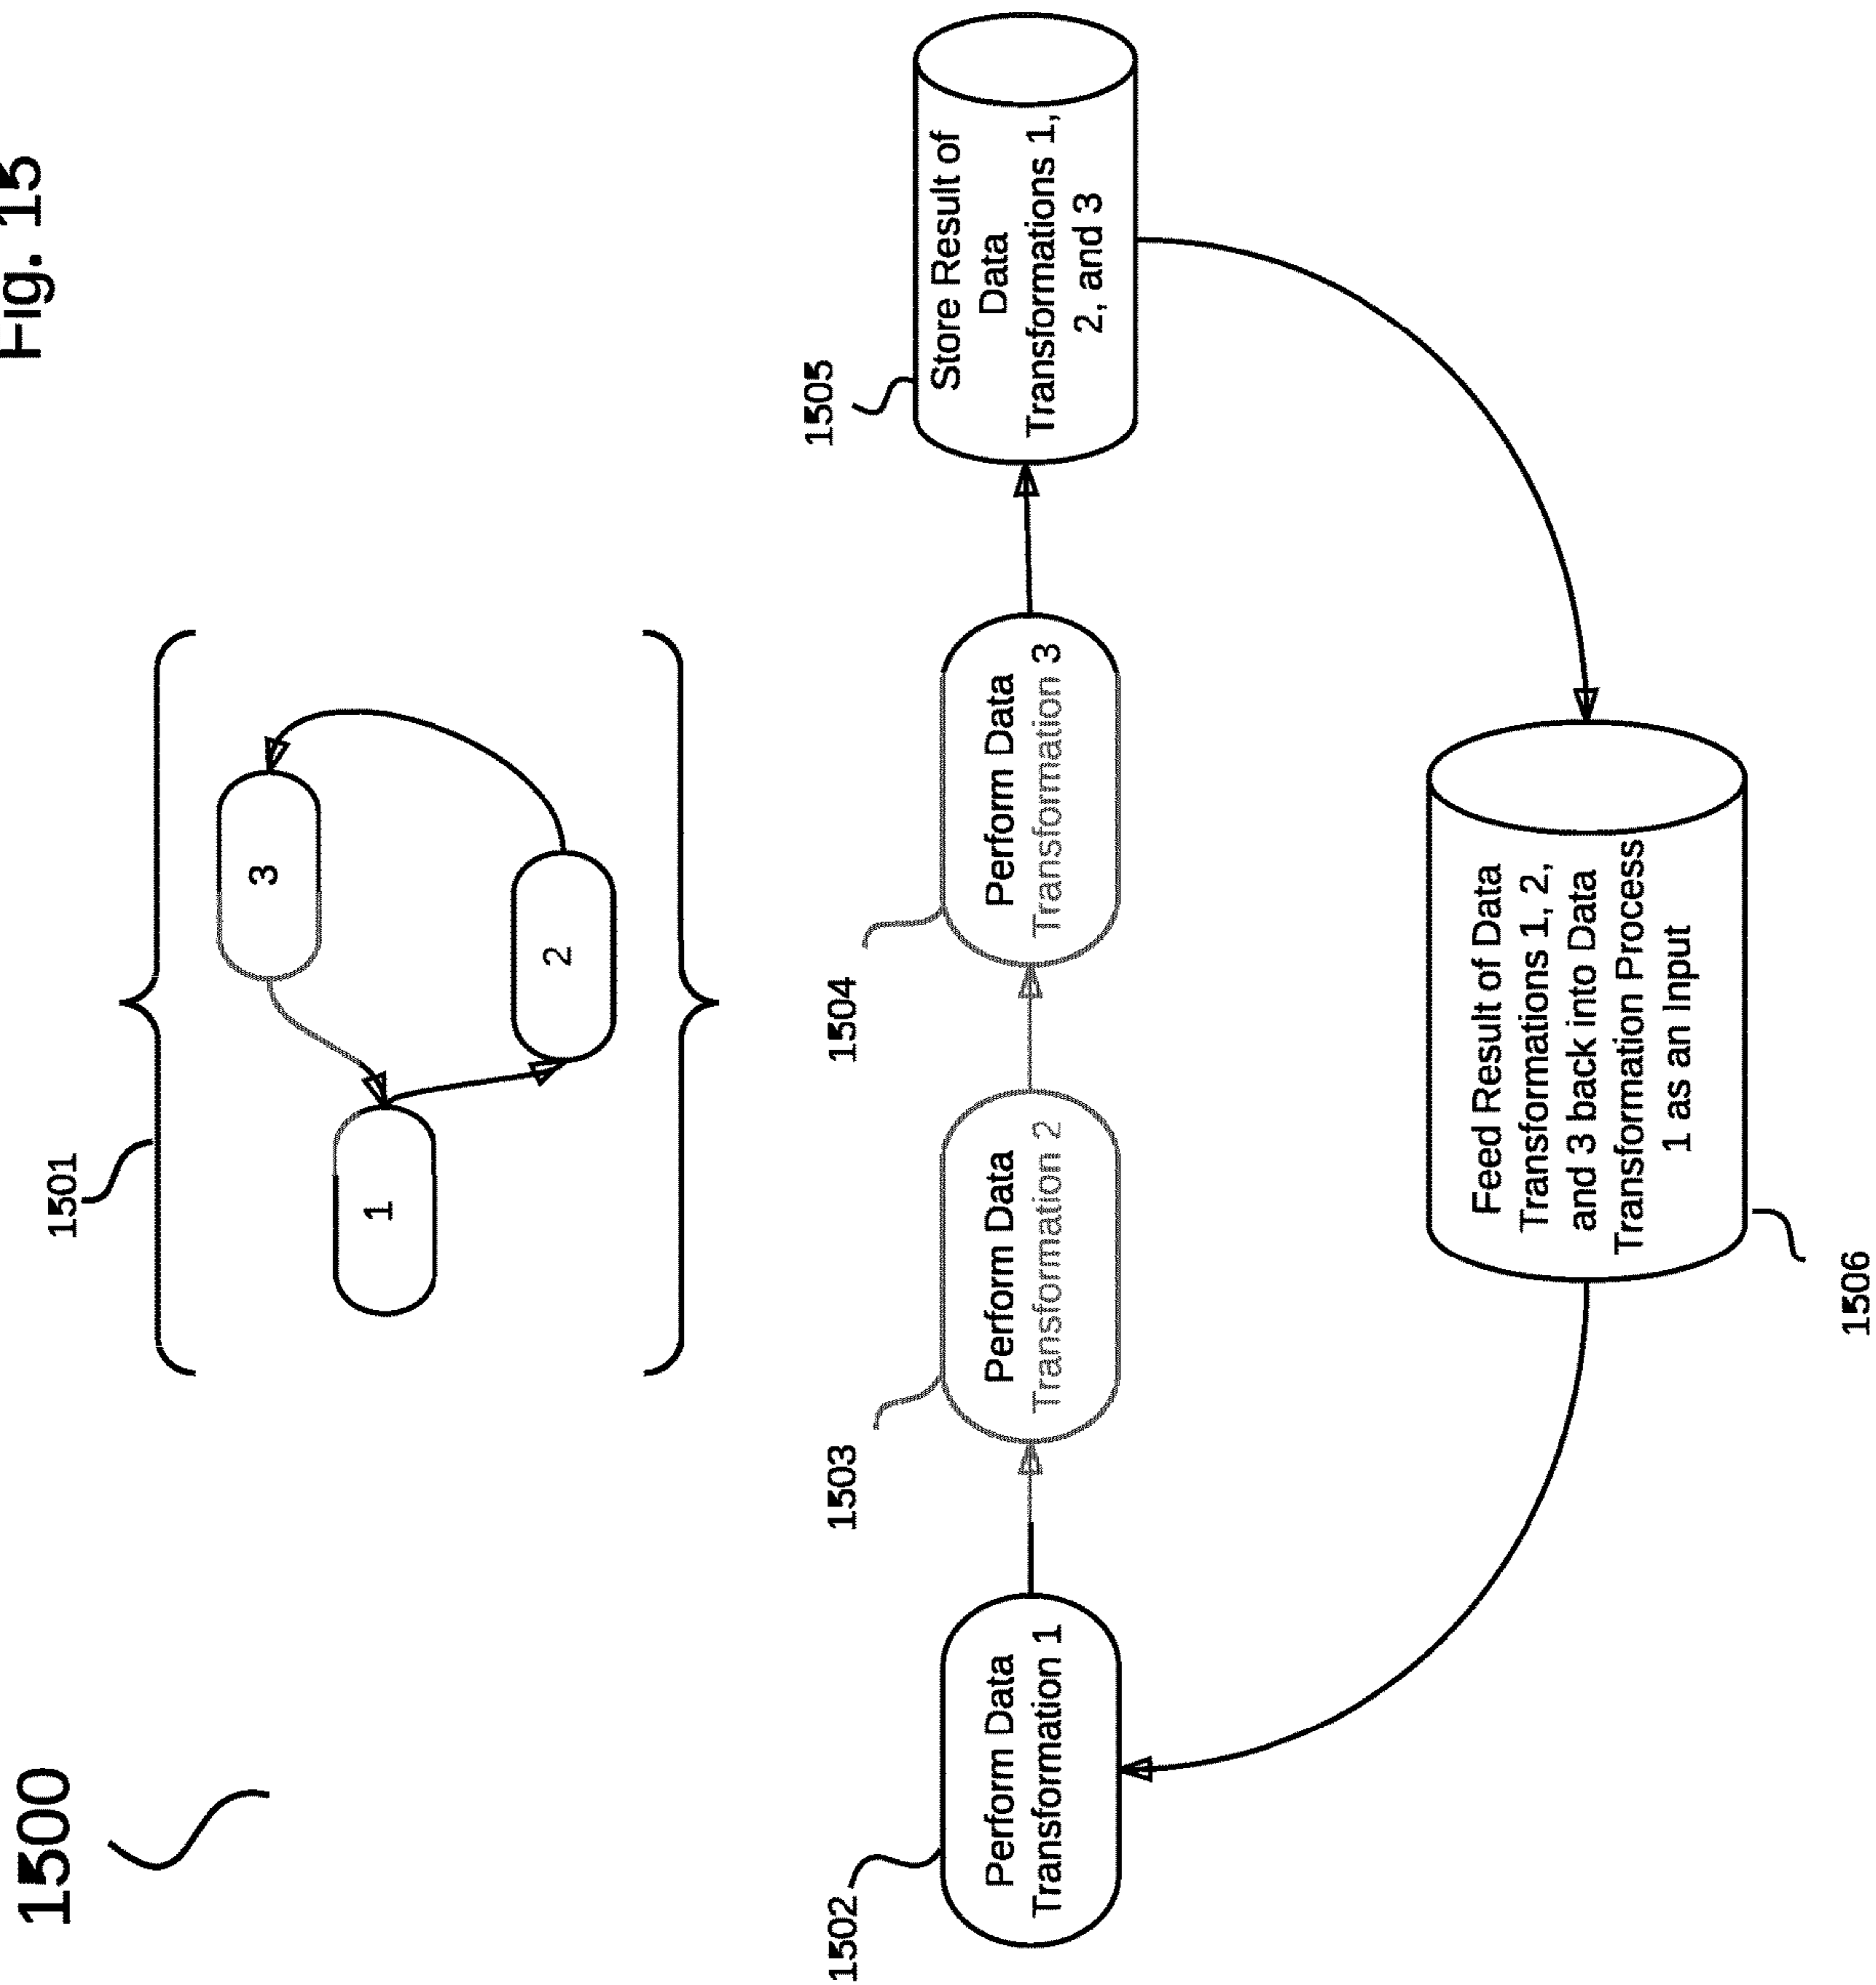 Fig. 15
1500
1501
1
3
2
1502
Perform Data
Transformation 1
1503
Perform Data
Transformation 2
1504
Perform Data
Transformation 3
1505
Store Result of
Data
Transformations 1,
2, and 3
Feed Result of Data
Transformations 1, 2,
and 3 back into Data
Transformation Process
1 as an Input
1506